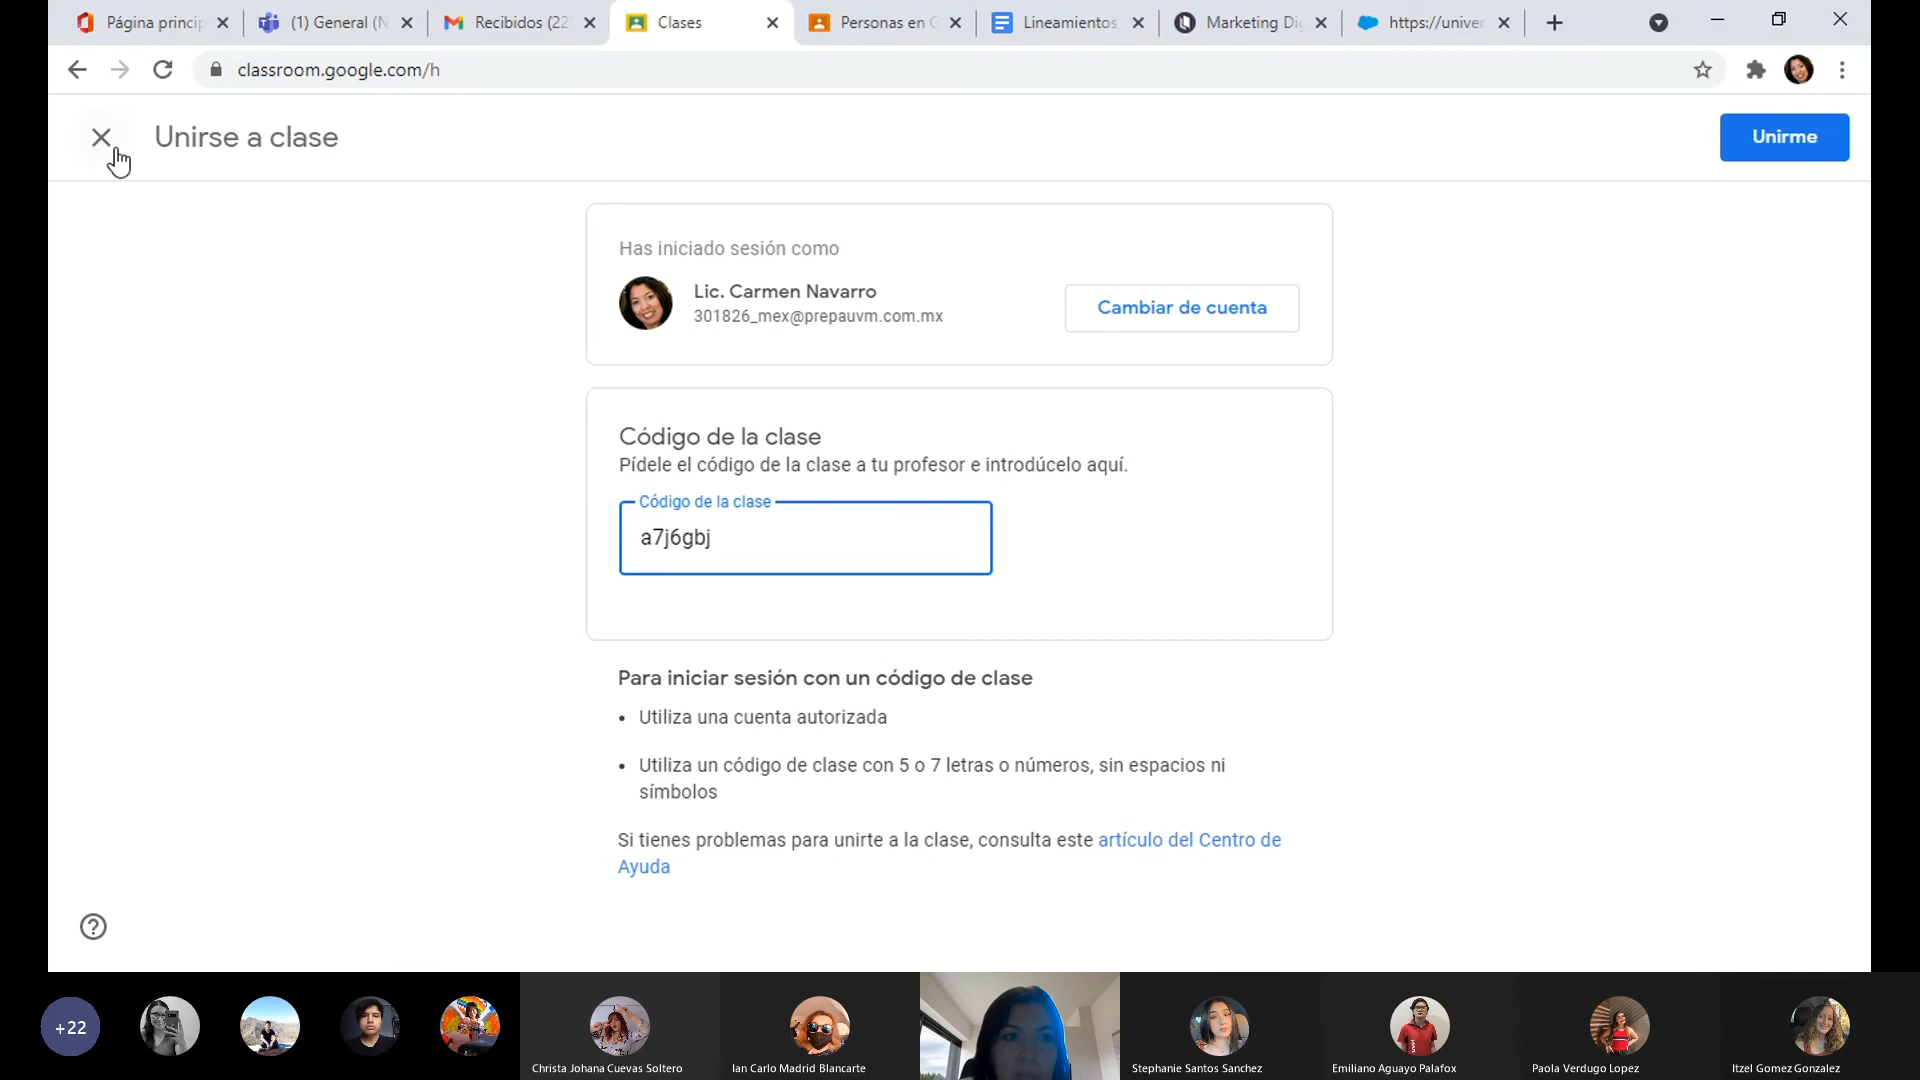 Página princip
(1) General (N
Recibidos (22
Clases
Personas en G
Lineamientos
Marketing Dig
https://univer
classroom.google.com/h
Unirse a clase
Unirme
Has iniciado sesión como
Lic. Carmen Navarro
301826_mex@prepauvm.com.mx
Cambiar de cuenta
Código de la clase
Pídele el código de la clase a tu profesor e introdúcelo aquí.
Código de la clase
a7j6gbj
Para iniciar sesión con un código de clase
• Utiliza una cuenta autorizada
• Utiliza un código de clase con 5 o 7 letras o números, sin espacios ni
símbolos
Si tienes problemas para unirte a la clase, consulta este artículo del Centro de
Ayuda
+22
Christa Johana Cuevas Soltero
Ian Carlo Madrid Blancarte
Stephanie Santos Sanchez
Emiliano Aguayo Palafox
Paola Verdugo Lopez
Itzel Gomez Gonzalez